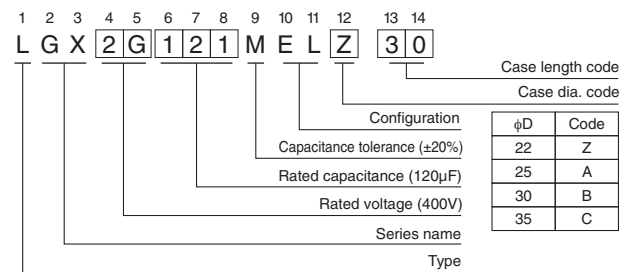 1 2 3 4 5 6 7 8 9 10 11 12 13 14
L G X 2 G 1 2 1 M E L Z 3 0
Case length code
Case dia. code
Configuration
Capacitance tolerance (±20%)
Rated capacitance (120μF)
Rated voltage (400V)
Series name
Type
ϕD Code
22 Z
25 A
30 B
35 C